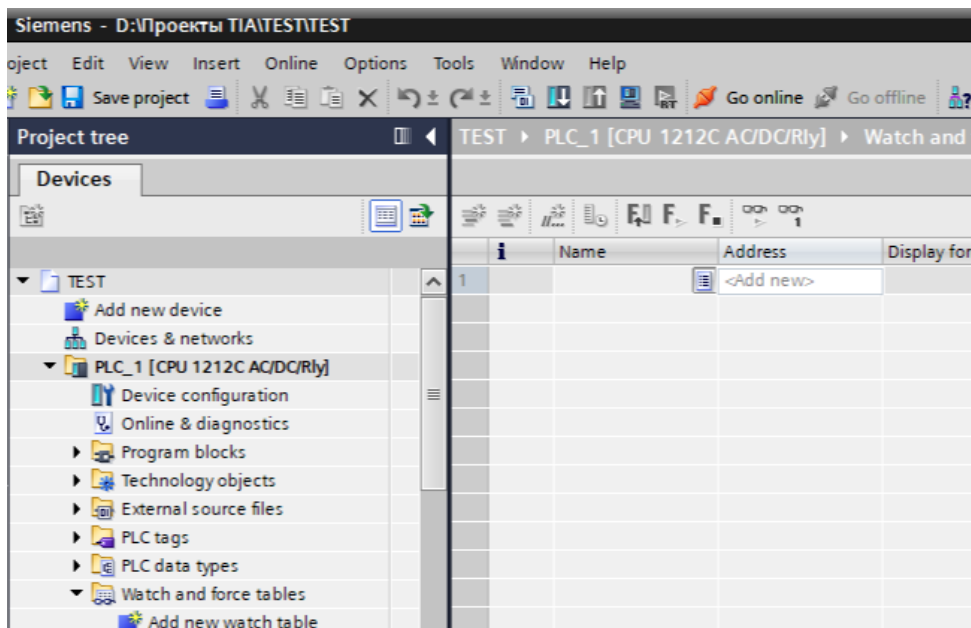 Siemens - D:\Проекты TIA\TEST\TEST
oject Edit View Insert Online Options Tools Window Help
Save project Go online Go offline
Project tree
TEST PLC_1 [CPU 1212C AC/DC/Rly] Watch and
Devices
i Name Address Display for
1 <Add new>
TEST
Add new device
Devices & networks
PLC_1 [CPU 1212C AC/DC/Rly]
Device configuration
Online & diagnostics
Program blocks
Technology objects
External source files
PLC tags
PLC data types
Watch and force tables
Add new watch table